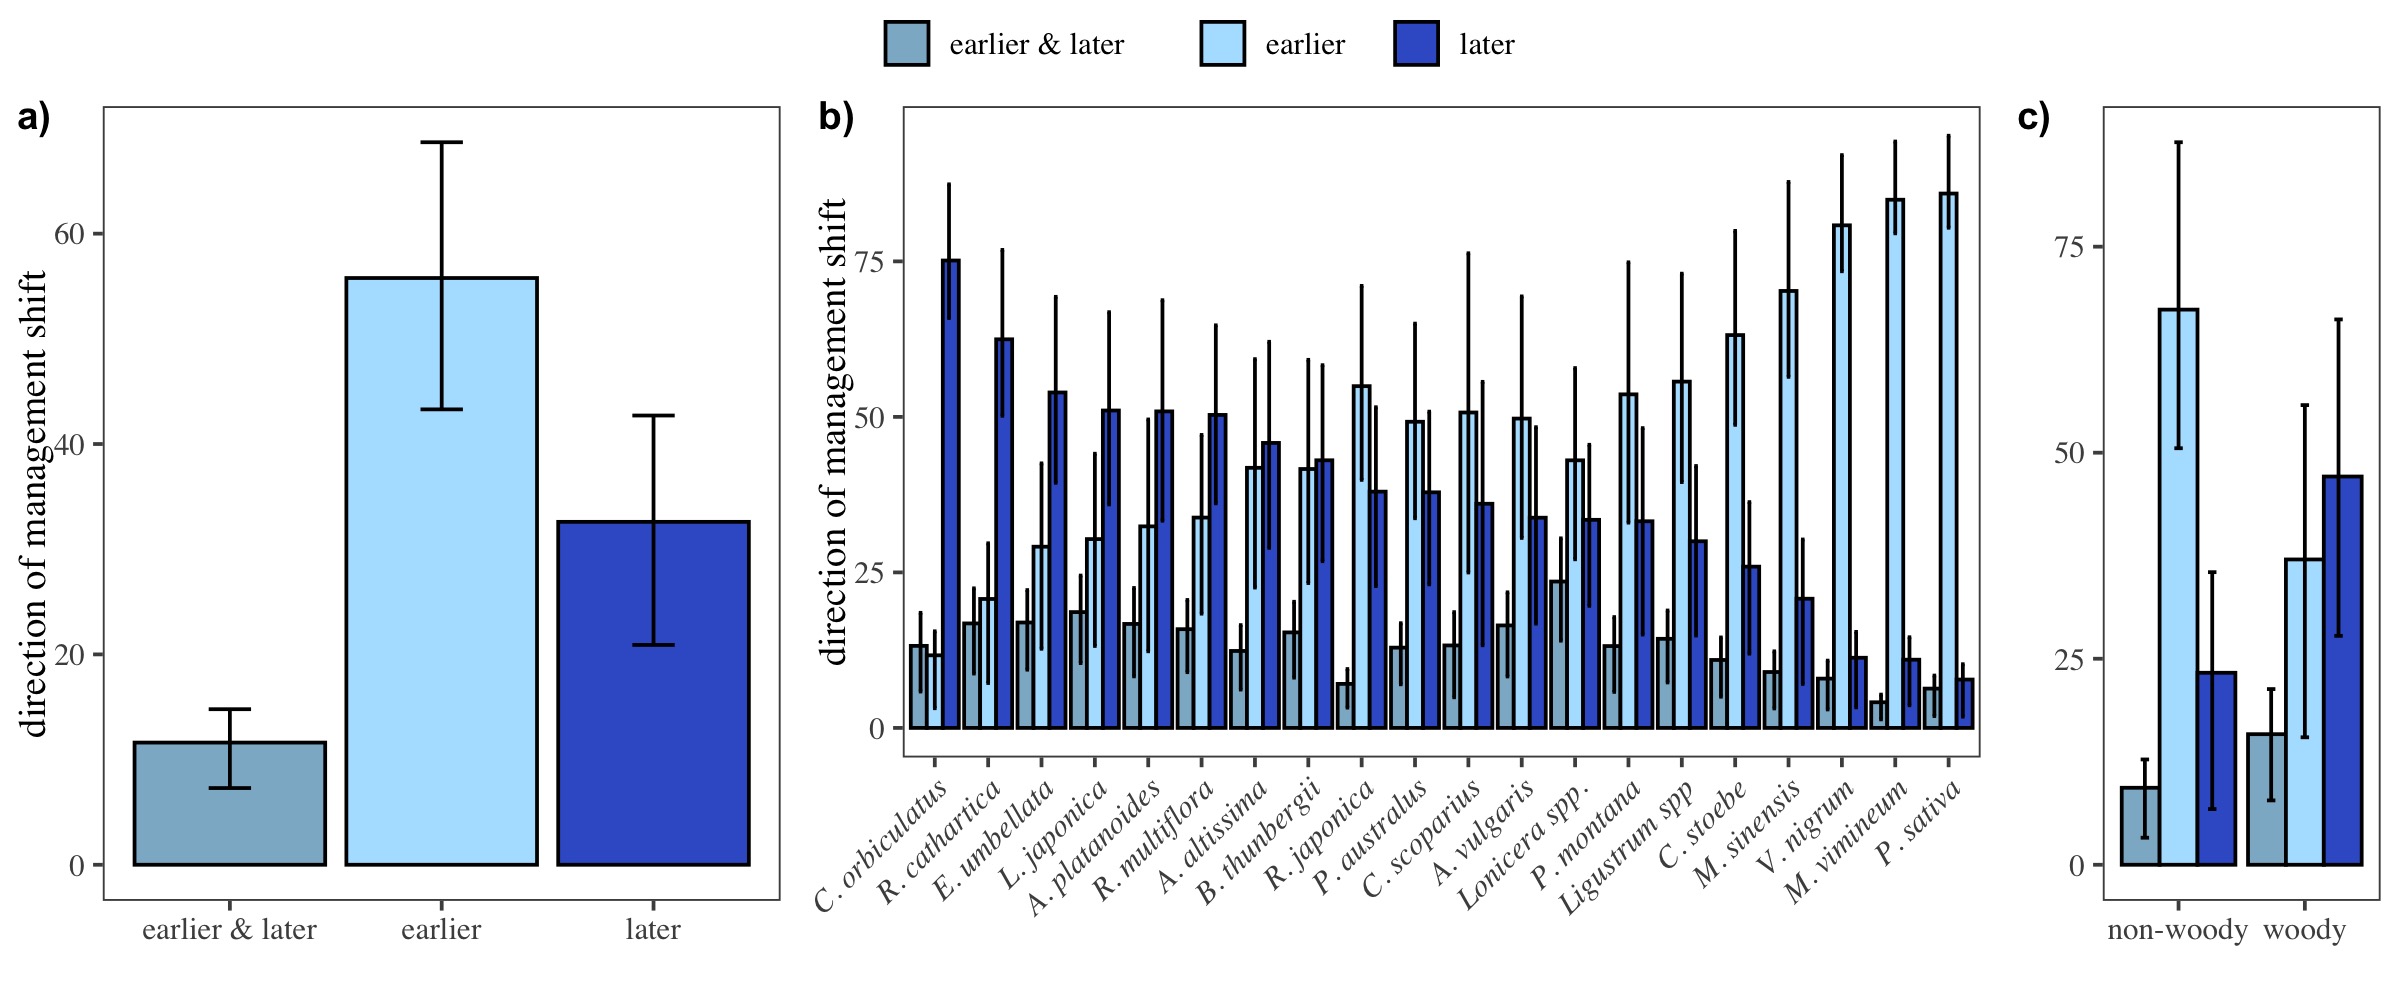 earlier & later earlier later
a)
direction of management shift
60
40
20
0
earlier & later earlier later
b)
direction of management shift
75
50
25
0
C. orbiculatus
R. cathartica
E. umbellata
L. japonica
A. platanoides
R. multiflora
A. altissima
B. thunbergii
R. japonica
P. australus
C. scoparius
A. vulgaris
Lonicera spp.
P. montana
Ligustrum spp
C. stoebe
M. sinensis
V. nigrum
M. vimineum
P. sativa
c)
75
50
25
0
non-woody woody